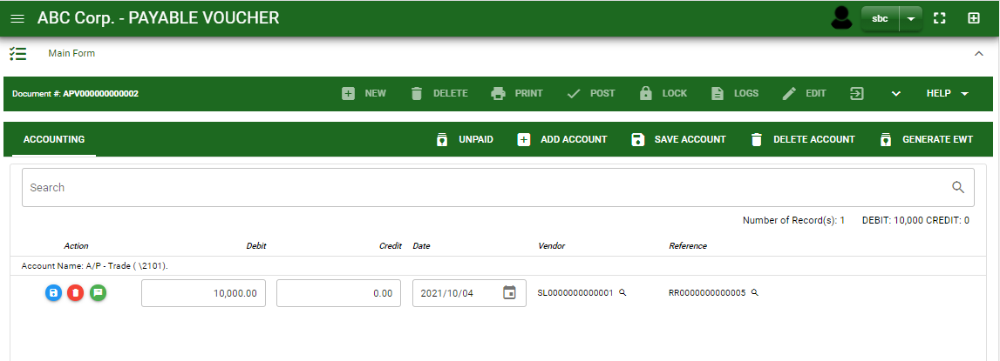 ABC Corp. - PAYABLE VOUCHER sbc
Main Form
Document #: APV000000000002 NEW DELETE PRINT POST LOCK LOGS EDIT HELP
ACCOUNTING UNPAID ADD ACCOUNT SAVE ACCOUNT DELETE ACCOUNT GENERATE EWT
Search
Number of Record(s): 1 DEBIT: 10,000 CREDIT: 0
Action Debit Credit Date Vendor Reference
Account Name: A/P - Trade ( \2101).
10,000.00 0.00 2021/10/04 SL0000000000001 RR0000000000005